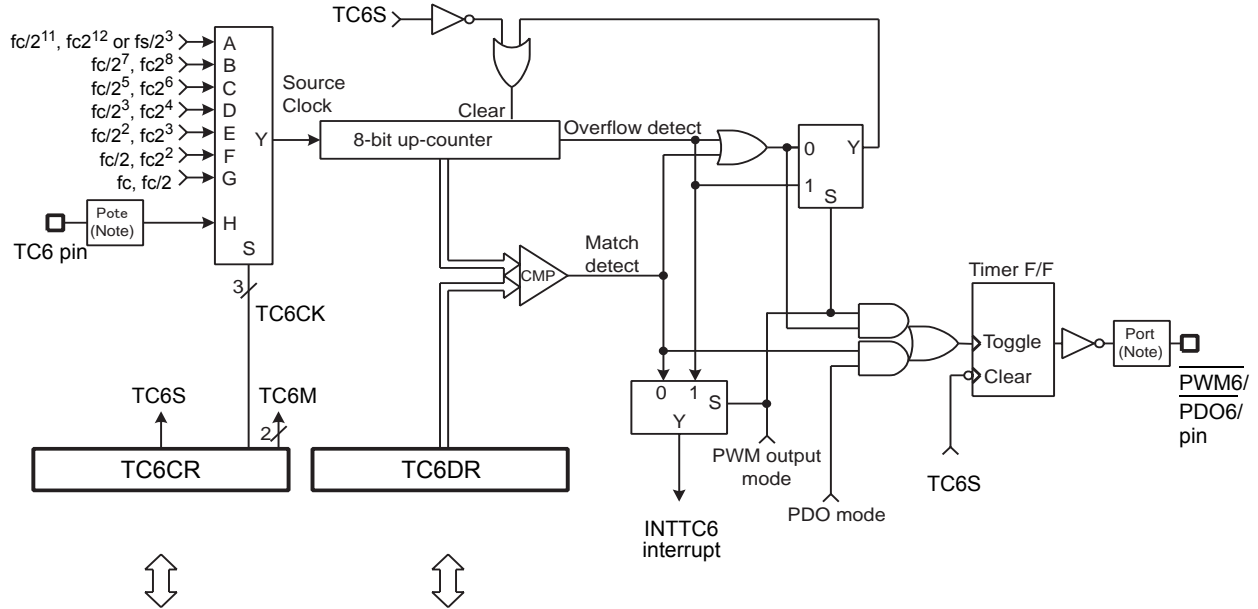 TC6S
fc/2¹¹, fc2¹² or fs/2³
A
fc/2⁷, fc2⁸
B
fc/2⁵, fc2⁶
C
fc/2³, fc2⁴
D
fc/2², fc2³
E
fc/2, fc2²
F
fc, fc/2
G
H
S
Y
Source
Clock
Clear
8-bit up-counter
Overflow detect
0
1
Y
S
Pote
(Note)
TC6 pin
3
TC6CK
CMP
Match
detect
Timer F/F
Toggle
Clear
Port
(Note)
PWM6/
PDO6/
pin
TC6S
TC6M
2
0
1
S
Y
TC6CR
TC6DR
PWM output
mode
TC6S
PDO mode
INTTC6
interrupt